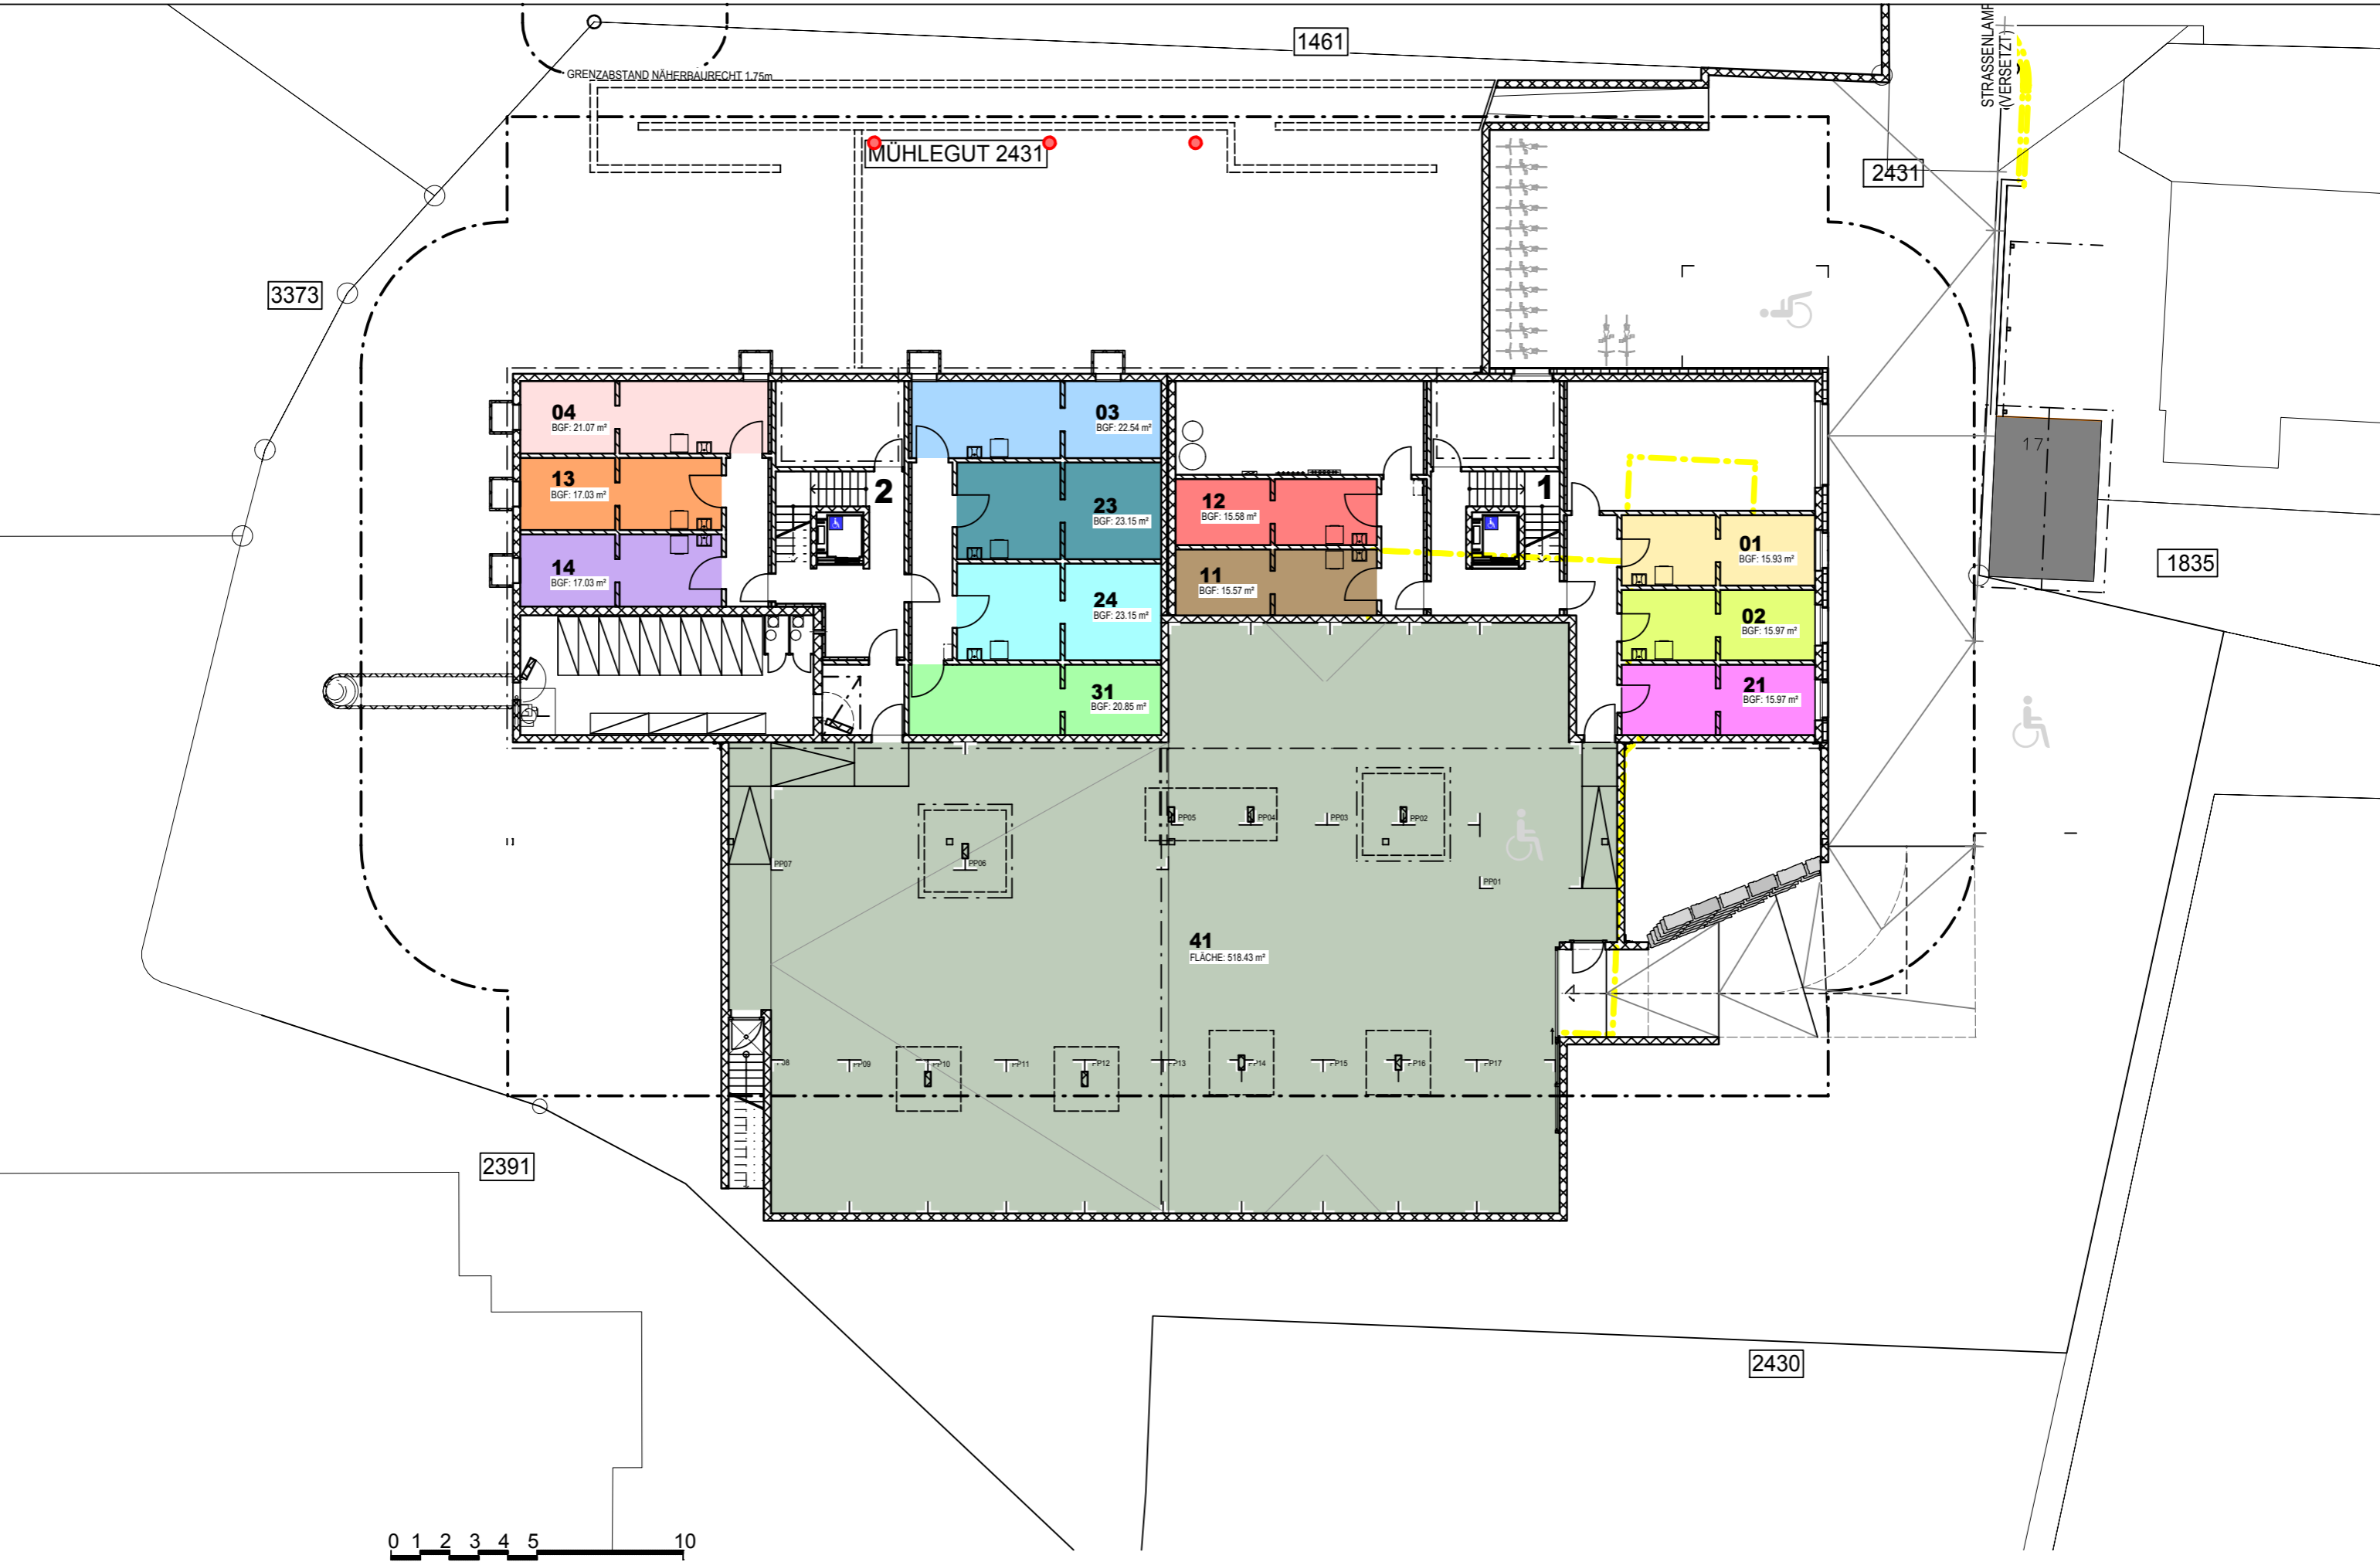 1461
STRASSENLAMP
(VERSETZT)
GRENZABSTAND NÄHERBAURECHT 1.75m
MÜHLEGUT 2431
2431
3373
04
BGF: 21.07 m²
03
BGF: 22.54 m²
17
13
BGF: 17.03 m²
2
23
BGF: 23.15 m²
12
BGF: 15.58 m²
1
01
BGF: 15.93 m²
1835
14
BGF: 17.03 m²
24
BGF: 23.15 m²
11
BGF: 15.57 m²
02
BGF: 15.97 m²
31
BGF: 20.85 m²
21
BGF: 15.97 m²
PP05
PP04
PP03
PP02
PP07
PP06
PP01
41
FLÄCHE: 518.43 m²
PP09
PP10
PP11
PP12
PP13
PP15
PP16
PP17
2391
2430
0 1 2 3 4 5 10